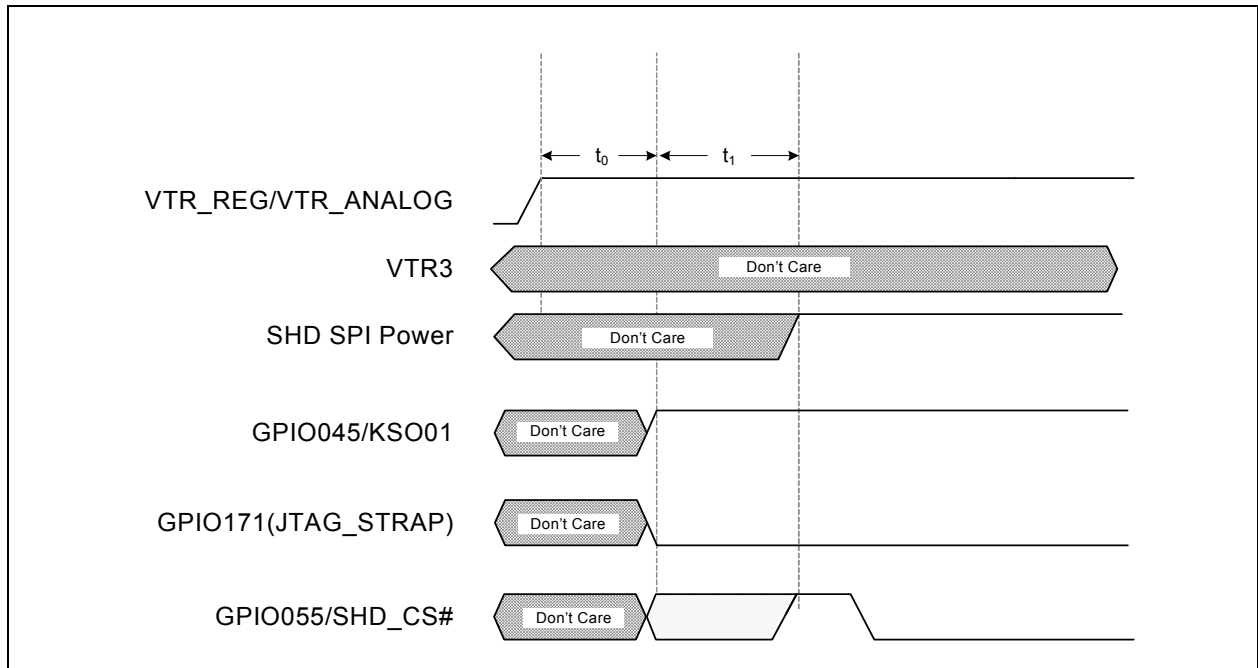 t0 t1
VTR_REG/VTR_ANALOG
VTR3 Don't Care
SHD SPI Power Don't Care
GPIO045/KSO01 Don't Care
GPIO171(JTAG_STRAP) Don't Care
GPIO055/SHD_CS# Don't Care